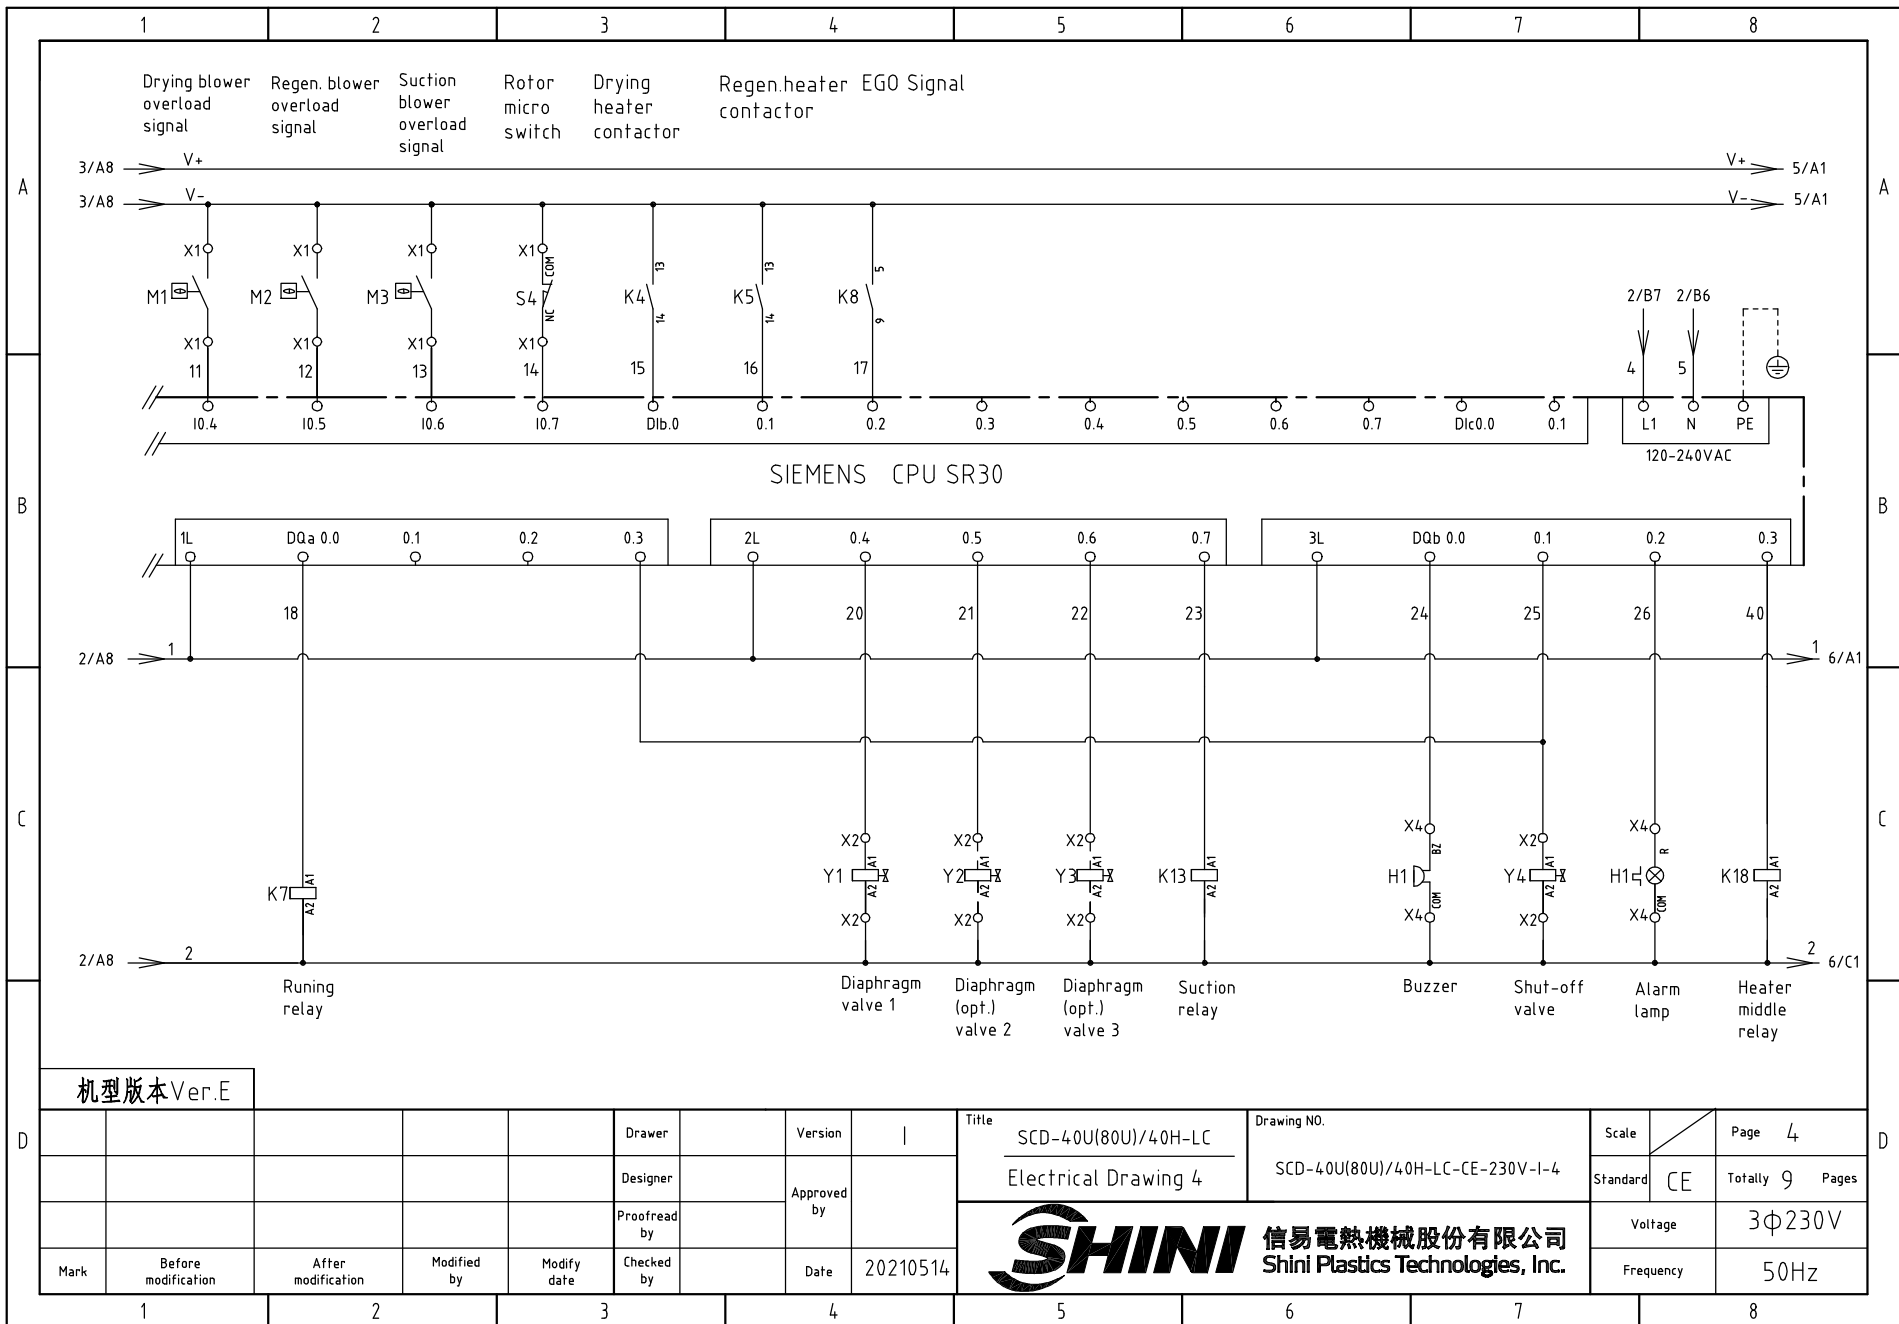 1 2 3 4 5 6 7 8
Drying blower
overload
signal
Regen. blower
overload
signal
Suction
blower
overload
signal
Rotor
micro
switch
Drying
heater
contactor
Regen.heater
contactor
EGO Signal
3/A8 V+ V+ 5/A1
A A
3/A8 V- V- 5/A1
X1 X1 X1 X1
COM 13 13 5
M1 M2 M3 S4 K4 K5 K8
NC 14 14 9
2/B7 2/B6
X1 X1 X1 X1
11 12 13 14 15 16 17 4 5
I0.4 I0.5 I0.6 I0.7 DIb.0 0.1 0.2 0.3 0.4 0.5 0.6 0.7 DIc0.0 0.1 L1 N PE
120-240VAC
SIEMENS CPU SR30
B B
1L DQa 0.0 0.1 0.2 0.3 2L 0.4 0.5 0.6 0.7 3L DQb 0.0 0.1 0.2 0.3
18 20 21 22 23 24 25 26 40
2/A8 1 1 6/A1
C C
X2 X2 X2 X4 X2 X4
A1 A1 A1 A1 A1 BZ A1 R A1
K7 Y1 Y2 Y3 K13 H1 Y4 H1 K18
A2 A2 A2 A2 A2 COM A2 COM A2
X2 X2 X2 X4 X2 X4
2/A8 2 2 6/C1
Runing
relay
Diaphragm
valve 1
Diaphragm
(opt.)
valve 2
Diaphragm
(opt.)
valve 3
Suction
relay
Buzzer
Shut-off
valve
Alarm
lamp
Heater
middle
relay
机型版本Ver.E
D D
Mark
Before
modification
After
modification
Modified
by
Modify
date
Drawer
Designer
Proofread
by
Checked
by
Version I
Approved
by
Date 20210514
Title
SCD-40U(80U)/40H-LC
Electrical Drawing 4
Drawing NO.
SCD-40U(80U)/40H-LC-CE-230V-I-4
SHINI
信易電熱機械股份有限公司
Shini Plastics Technologies, Inc.
Scale Page 4
Standard CE Totally 9 Pages
Voltage 3Φ230V
Frequency 50Hz
1 2 3 4 5 6 7 8